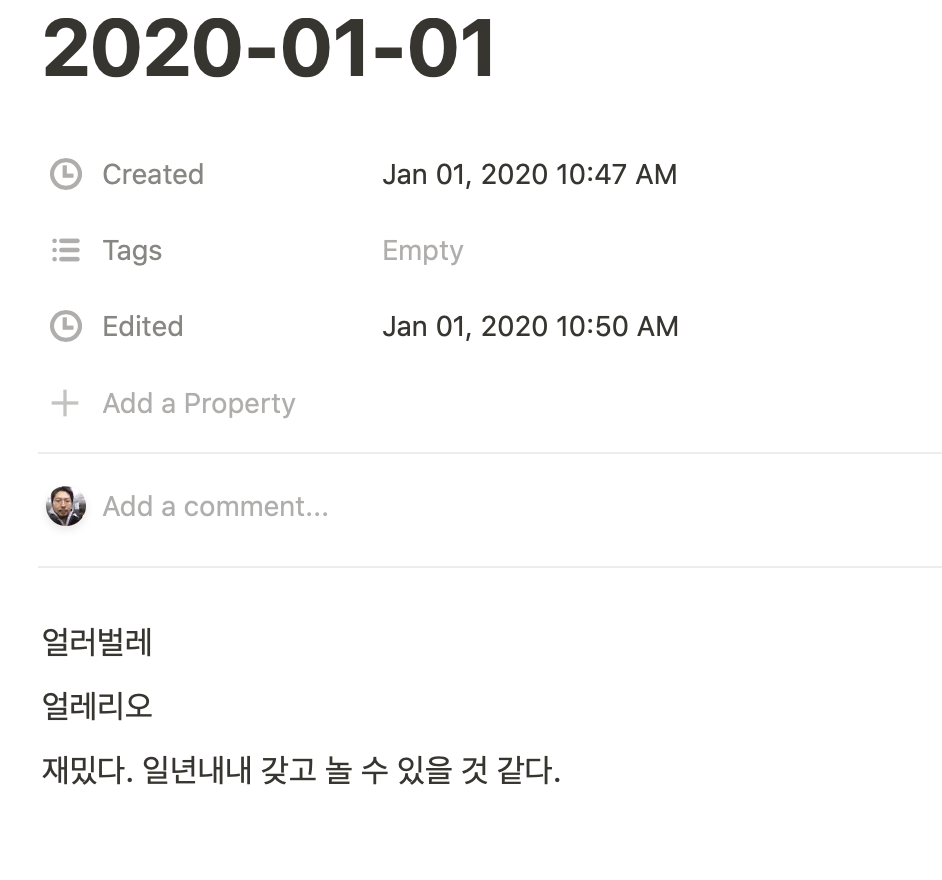 2020-01-01
Created Jan 01, 2020 10:47 AM
Tags Empty
Edited Jan 01, 2020 10:50 AM
Add a Property
Add a comment...
얼러벌레
얼레리오
재밌다. 일년내내 갖고 놀 수 있을 것 같다.